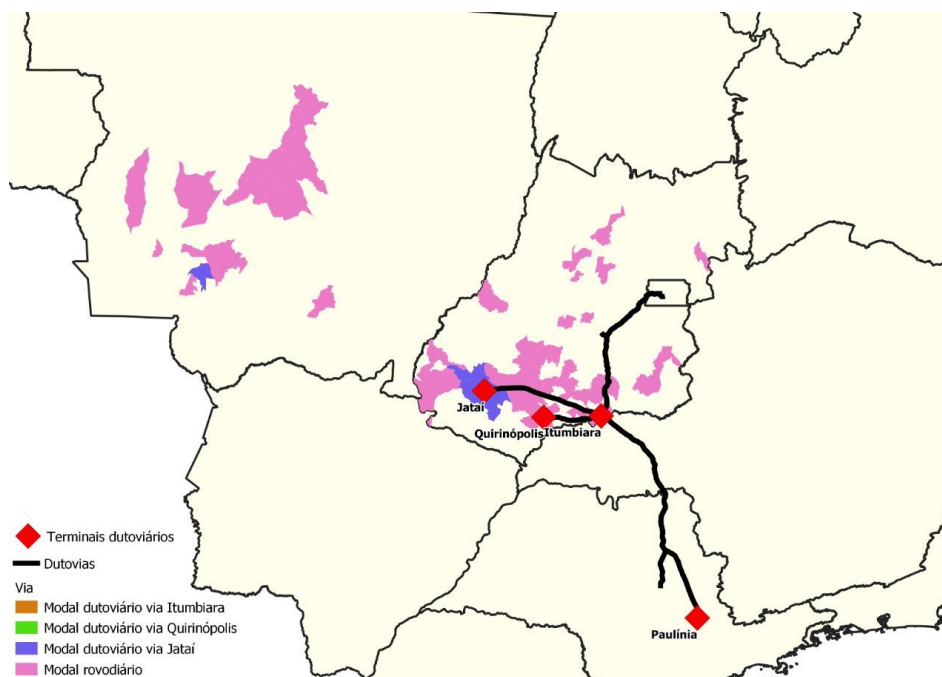 Jataí
Quirinópolis
Itumbiara
Paulínia
Terminais dutoviários
Dutovias
Via
Modal dutoviário via Itumbiara
Modal dutoviário via Quirinópolis
Modal dutoviário via Jataí
Modal rovodiário